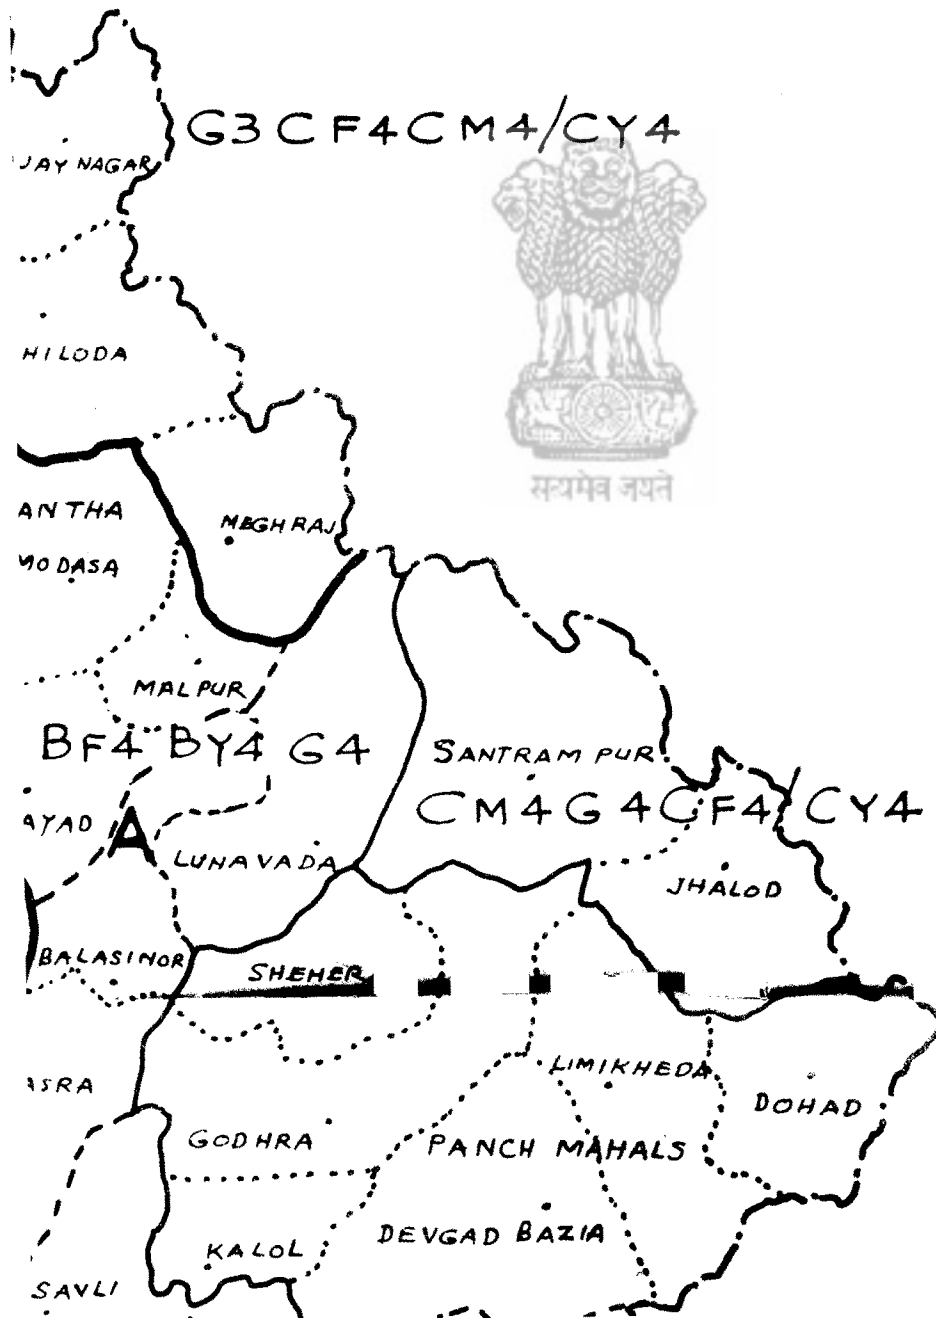 G3 C F4 C M4/CY4
JAY NAGAR
सत्यमेव जयते
HILODA
ANTHA
MEGHRAJ
MODASA
MALPUR
BF4 BY4 G4
SANTRAM PUR
CM4 G4 CF4/CY4
AYAD
A
LUNAVADA
JHALOD
BALASINOR
SHEHER
LIMIKHEDA
ASRA
DOHAD
GODHRA
PANCH MAHALS
DEVGAD BAZIA
KALOL
SAVLI